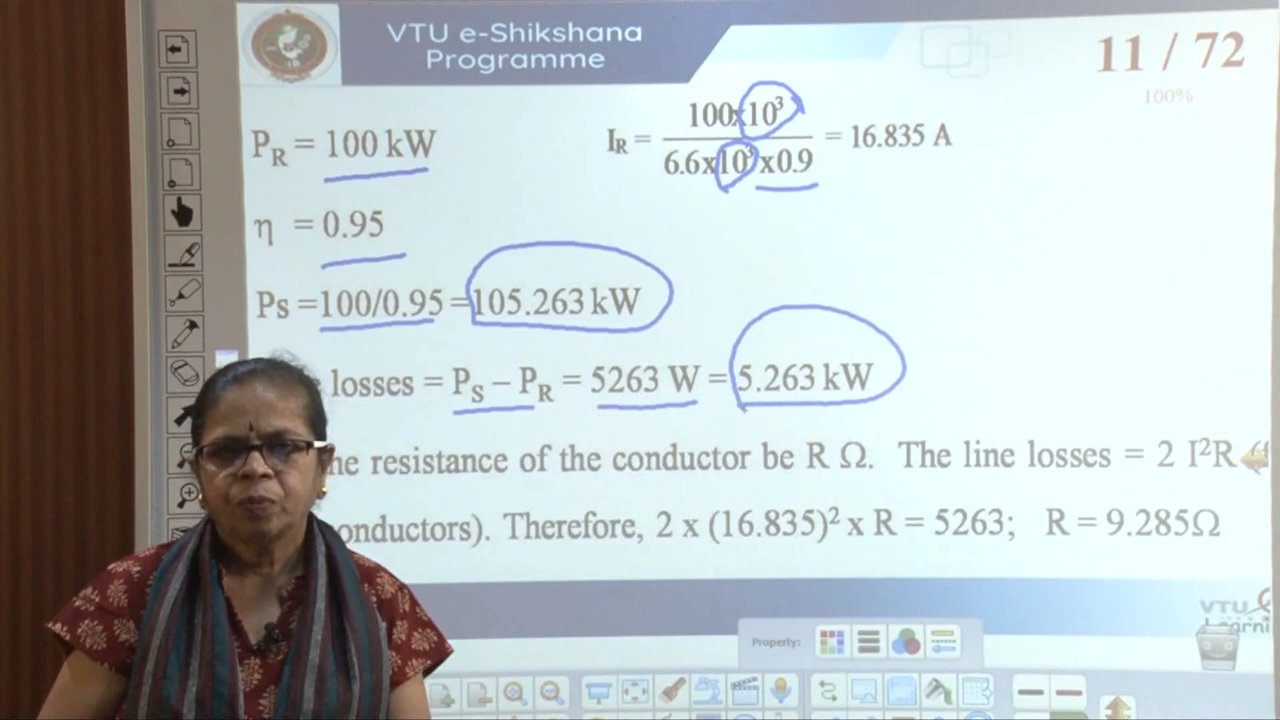 VTU e-Shikshana
Programme
11 / 72
100%
P_R = 100 kW
I_R = 100x10³ / 6.6x10³x0.9 = 16.835 A
η = 0.95
Ps =100/0.95=105.263 kW
losses = P_S – P_R = 5263 W = 5.263 kW
resistance of the conductor be R Ω. The line losses = 2 I²R
Therefore, 2 x (16.835)² x R = 5263; R = 9.285Ω
VTU
Property: